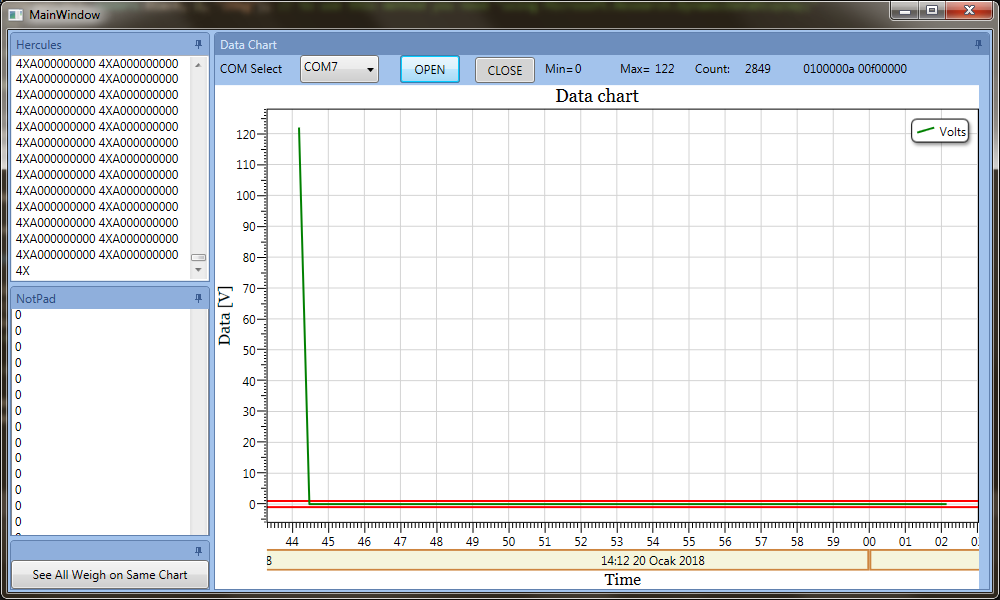 MainWindow
Hercules
4XA000000000 4XA000000000
4XA000000000 4XA000000000
4XA000000000 4XA000000000
4XA000000000 4XA000000000
4XA000000000 4XA000000000
4XA000000000 4XA000000000
4XA000000000 4XA000000000
4XA000000000 4XA000000000
4XA000000000 4XA000000000
4XA000000000 4XA000000000
4XA000000000 4XA000000000
4XA000000000 4XA000000000
4XA000000000 4XA000000000
4X
NotPad
0
0
0
0
0
0
0
0
0
0
0
0
0
0
See All Weigh on Same Chart
Data Chart
COM Select COM7 OPEN CLOSE Min= 0 Max= 122 Count: 2849 0100000a 00f00000
Data chart
Volts
120
110
100
90
80
70
60
50
40
30
20
10
0
Data [V]
44 45 46 47 48 49 50 51 52 53 54 55 56 57 58 59 00 01 02
8 14:12 20 Ocak 2018
Time